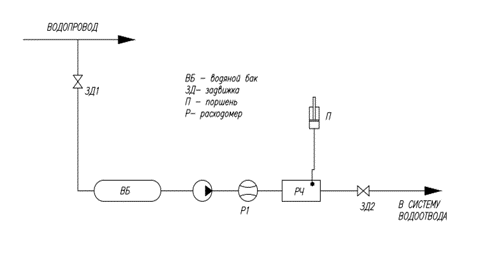 ВОДОПРОВОД
ЗД1
ВБ – водяной бак
ЗД– задвижка
П – поршень
Р– расходомер
П
ВБ
Р1
РЧ
ЗД2
В СИСТЕМУ
ВОДООТВОДА